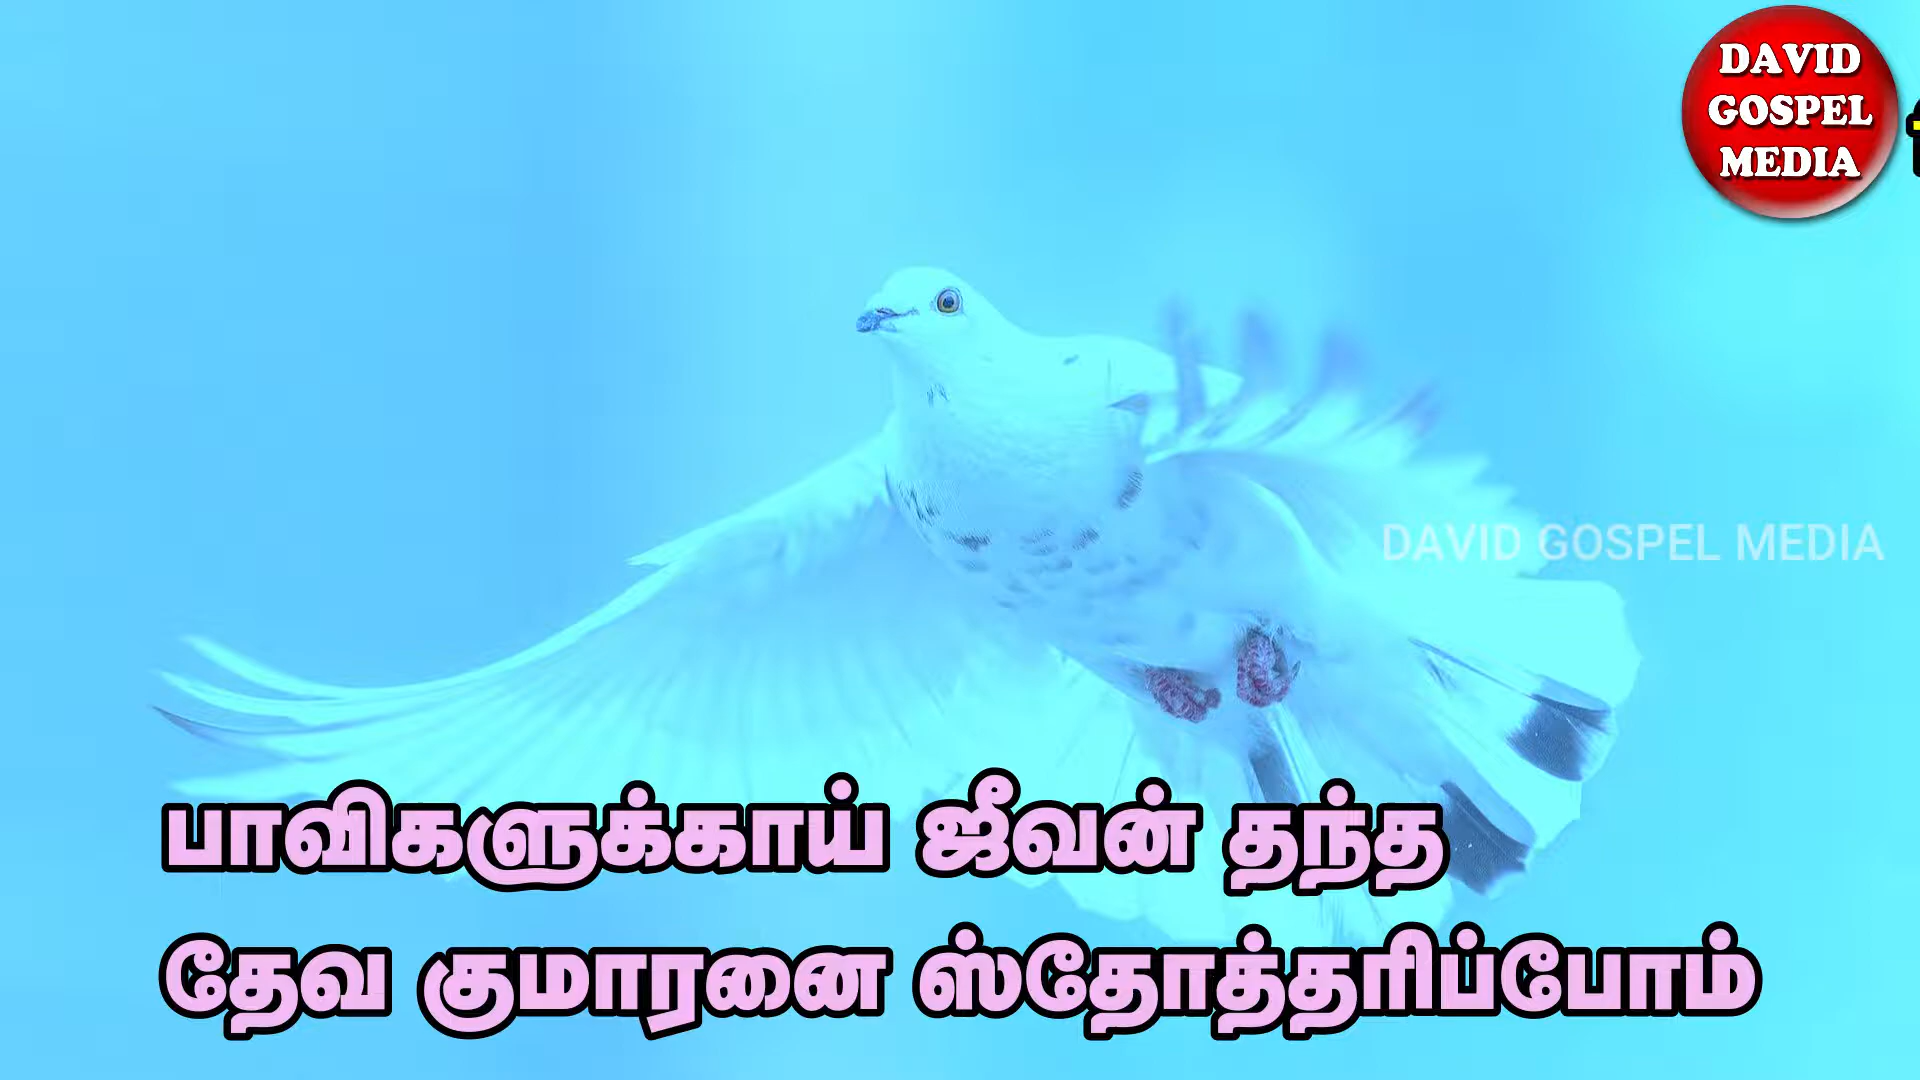 DAVID
GOSPEL
MEDIA
DAVID GOSPEL MEDIA
பாவிகளுக்காய் ஜீவன் தந்த
தேவ குமாரனை ஸ்தோத்தரிப்போம்